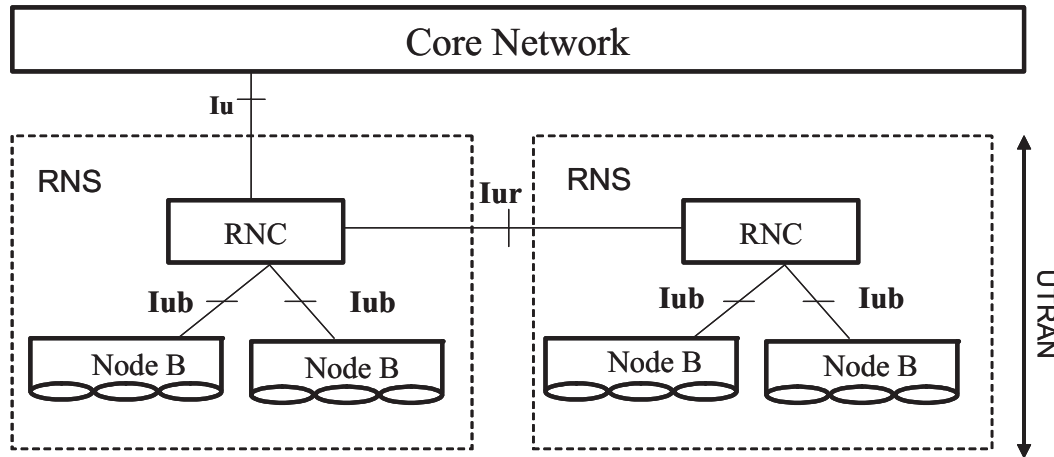 Core Network
Iu
RNS
RNS
Iur
RNC
RNC
Iub
Iub
Iub
Iub
Node B
Node B
Node B
Node B
UTRAN